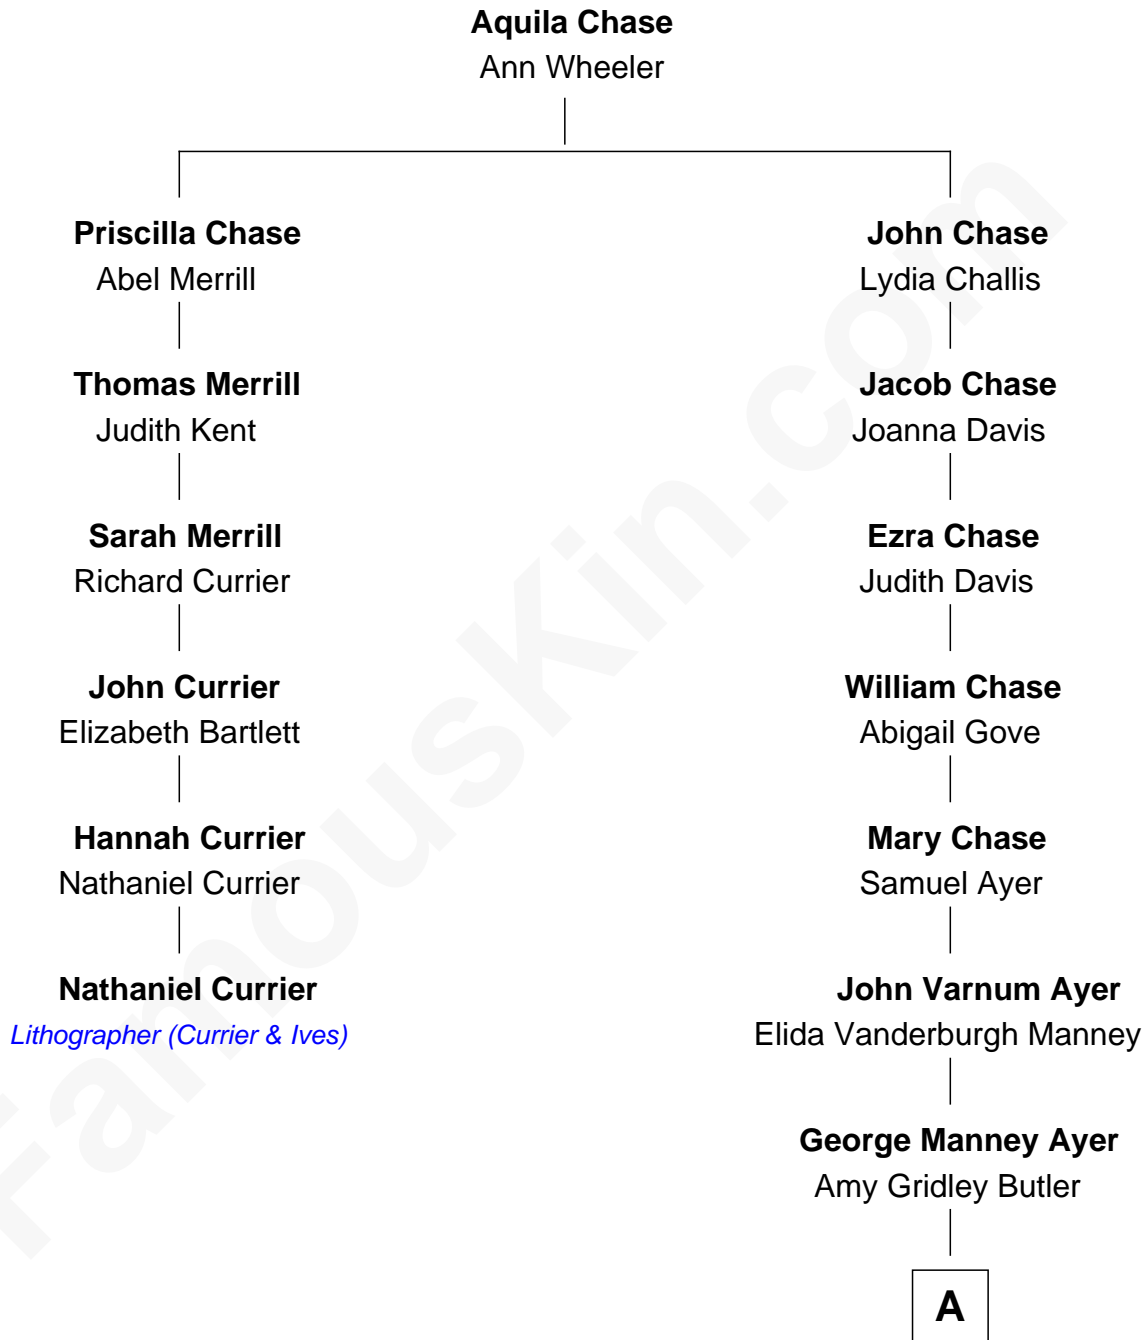 Aquila Chase
Ann Wheeler
Priscilla Chase
Abel Merrill
Thomas Merrill
Judith Kent
Sarah Merrill
Richard Currier
John Currier
Elizabeth Bartlett
Hannah Currier
Nathaniel Currier
Nathaniel Currier
Lithographer (Currier & Ives)
John Chase
Lydia Challis
Jacob Chase
Joanna Davis
Ezra Chase
Judith Davis
William Chase
Abigail Gove
Mary Chase
Samuel Ayer
John Varnum Ayer
Elida Vanderburgh Manney
George Manney Ayer
Amy Gridley Butler
A
FamousKin.com